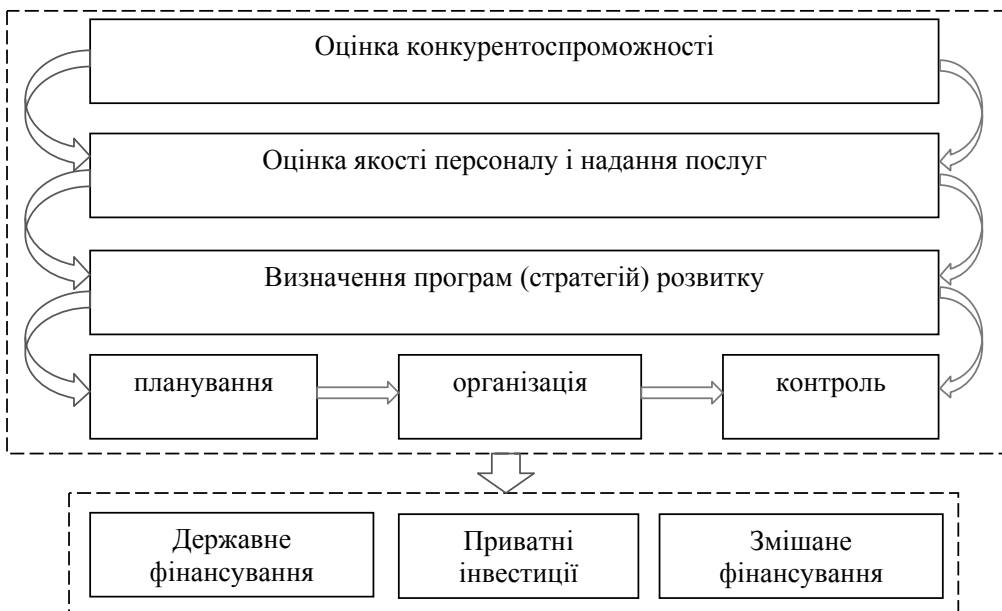 Оцінка конкурентоспроможності
Оцінка якості персоналу і надання послуг
Визначення програм (стратегій) розвитку
планування
організація
контроль
Державне
фінансування
Приватні
інвестиції
Змішане
фінансування